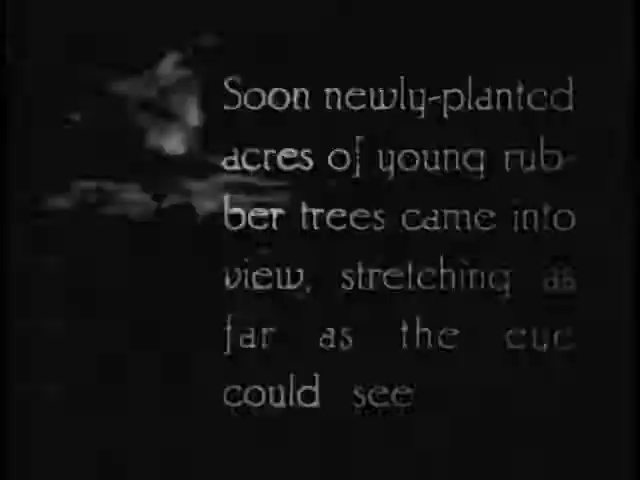 Soon newly-planted
acres of young rub-
ber trees came into
view, stretching as
far as the eye
could see